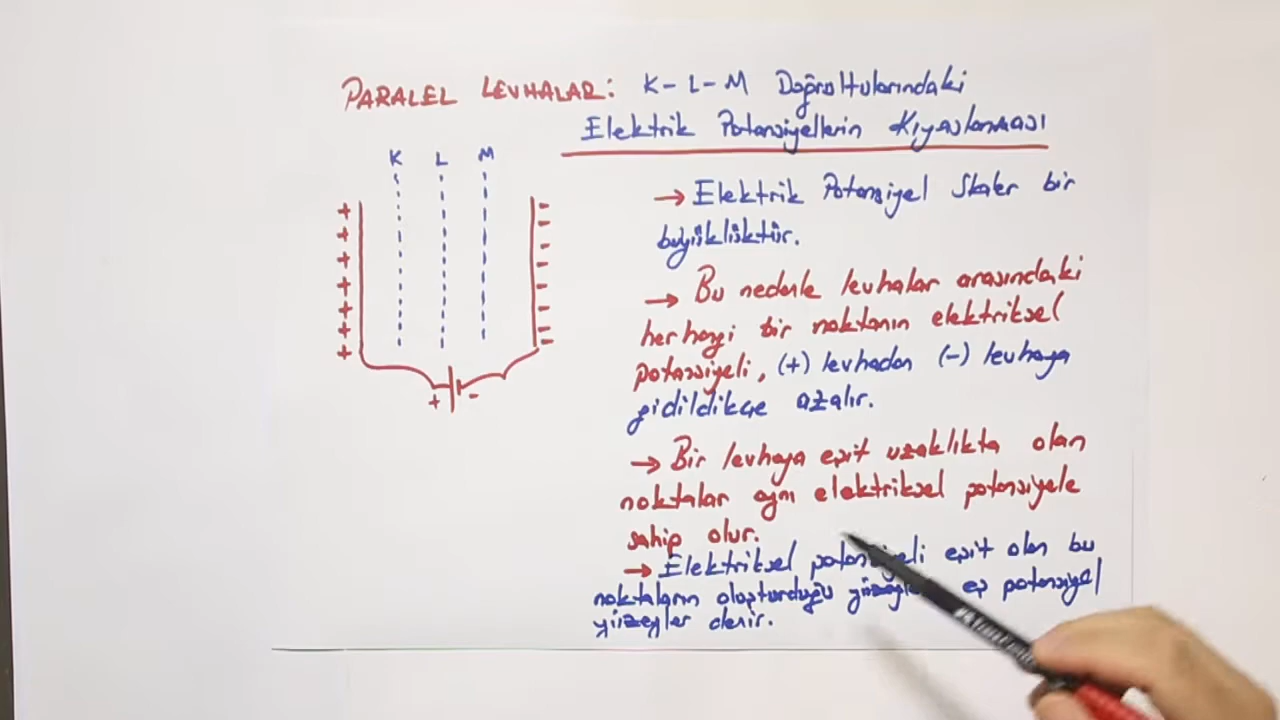 PARALEL LEVHALAR: K-L-M Doğrultularındaki
Elektrik Potansiyellerin Kıyaslanması
K L M
→ Elektrik Potansiyel Skaler bir
büyüklüktür.
→ Bu nedenle levhalar arasındaki
herhangi bir noktanın elektriksel
potansiyeli, (+) levhadan (-) levhaya
gidildikçe azalır.
→ Bir levhaya eşit uzaklıkta olan
noktalar aynı elektriksel potansiyele
sahip olur.
→ Elektriksel potansiyeli eşit olan bu
noktaların oluşturduğu eş potansiyel
yüzeyler denir.
+ -